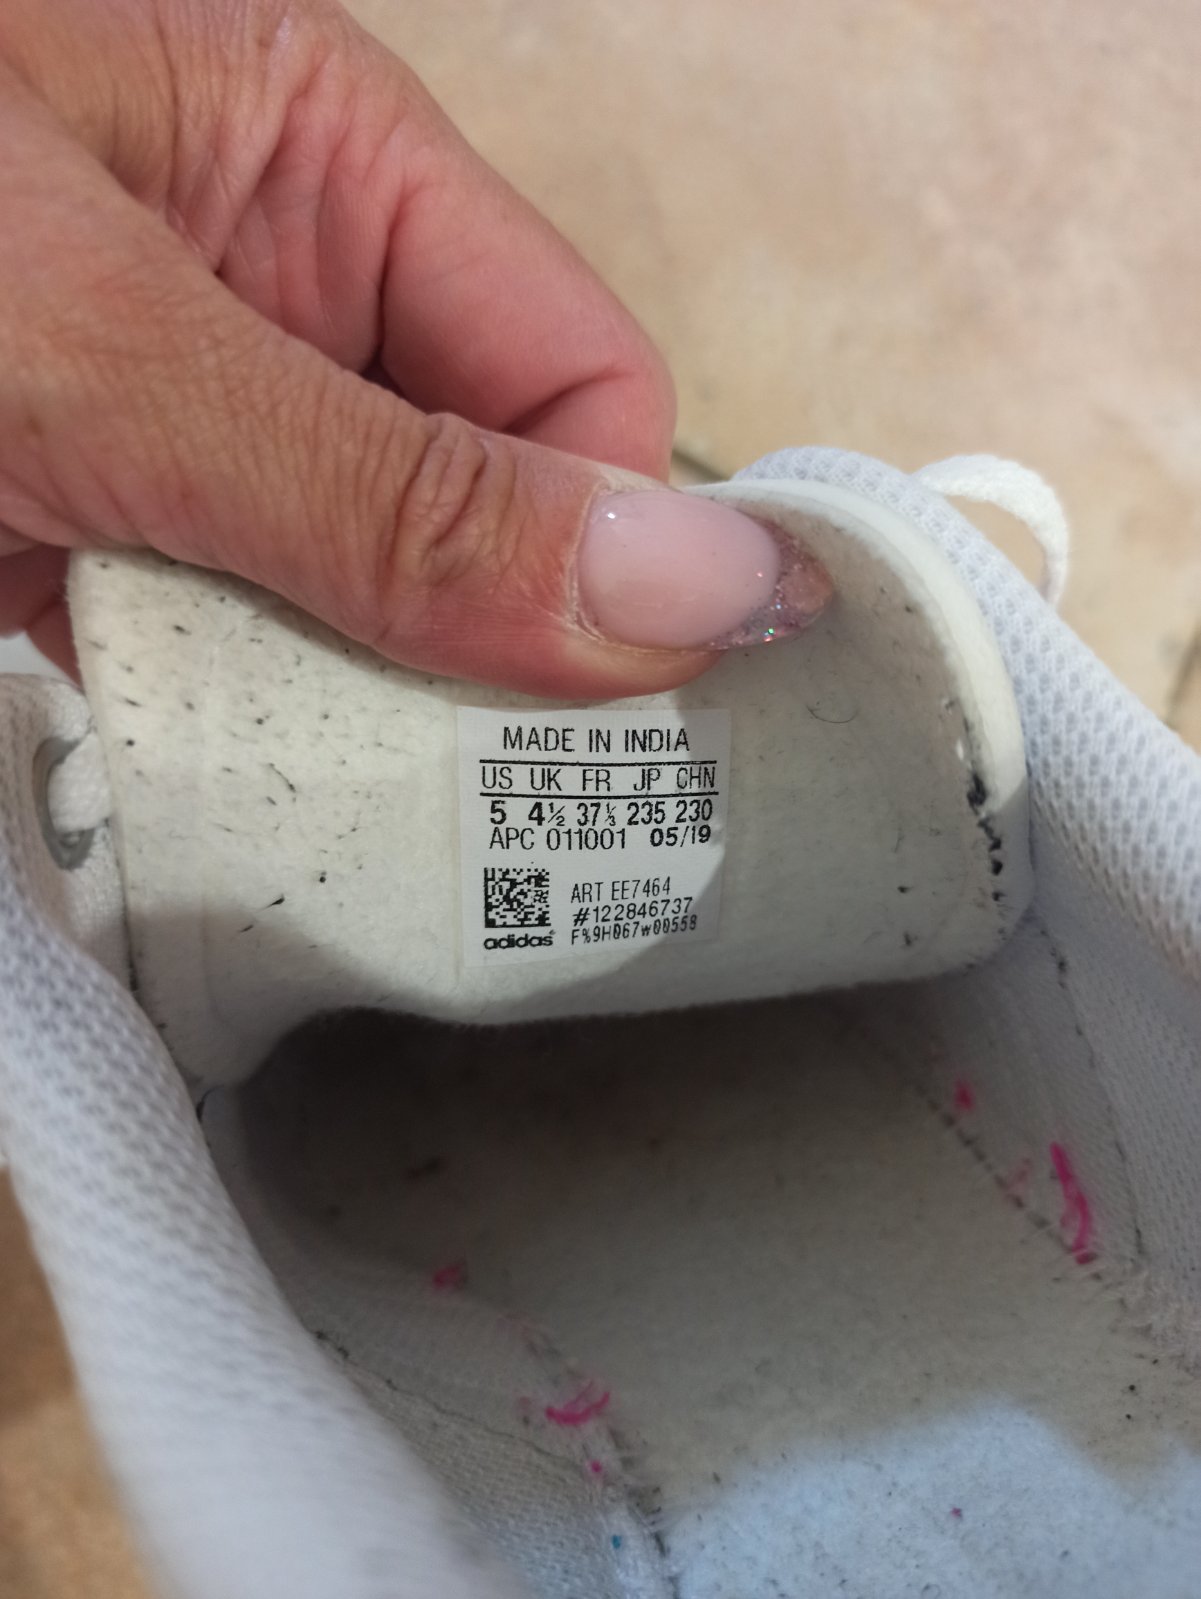 MADE IN INDIA
US UK FR JP CHN
5 4½ 37⅓ 235 230
APC 011001 05/19
ART EE7464
#122846737
F%9H067w00558
adidas